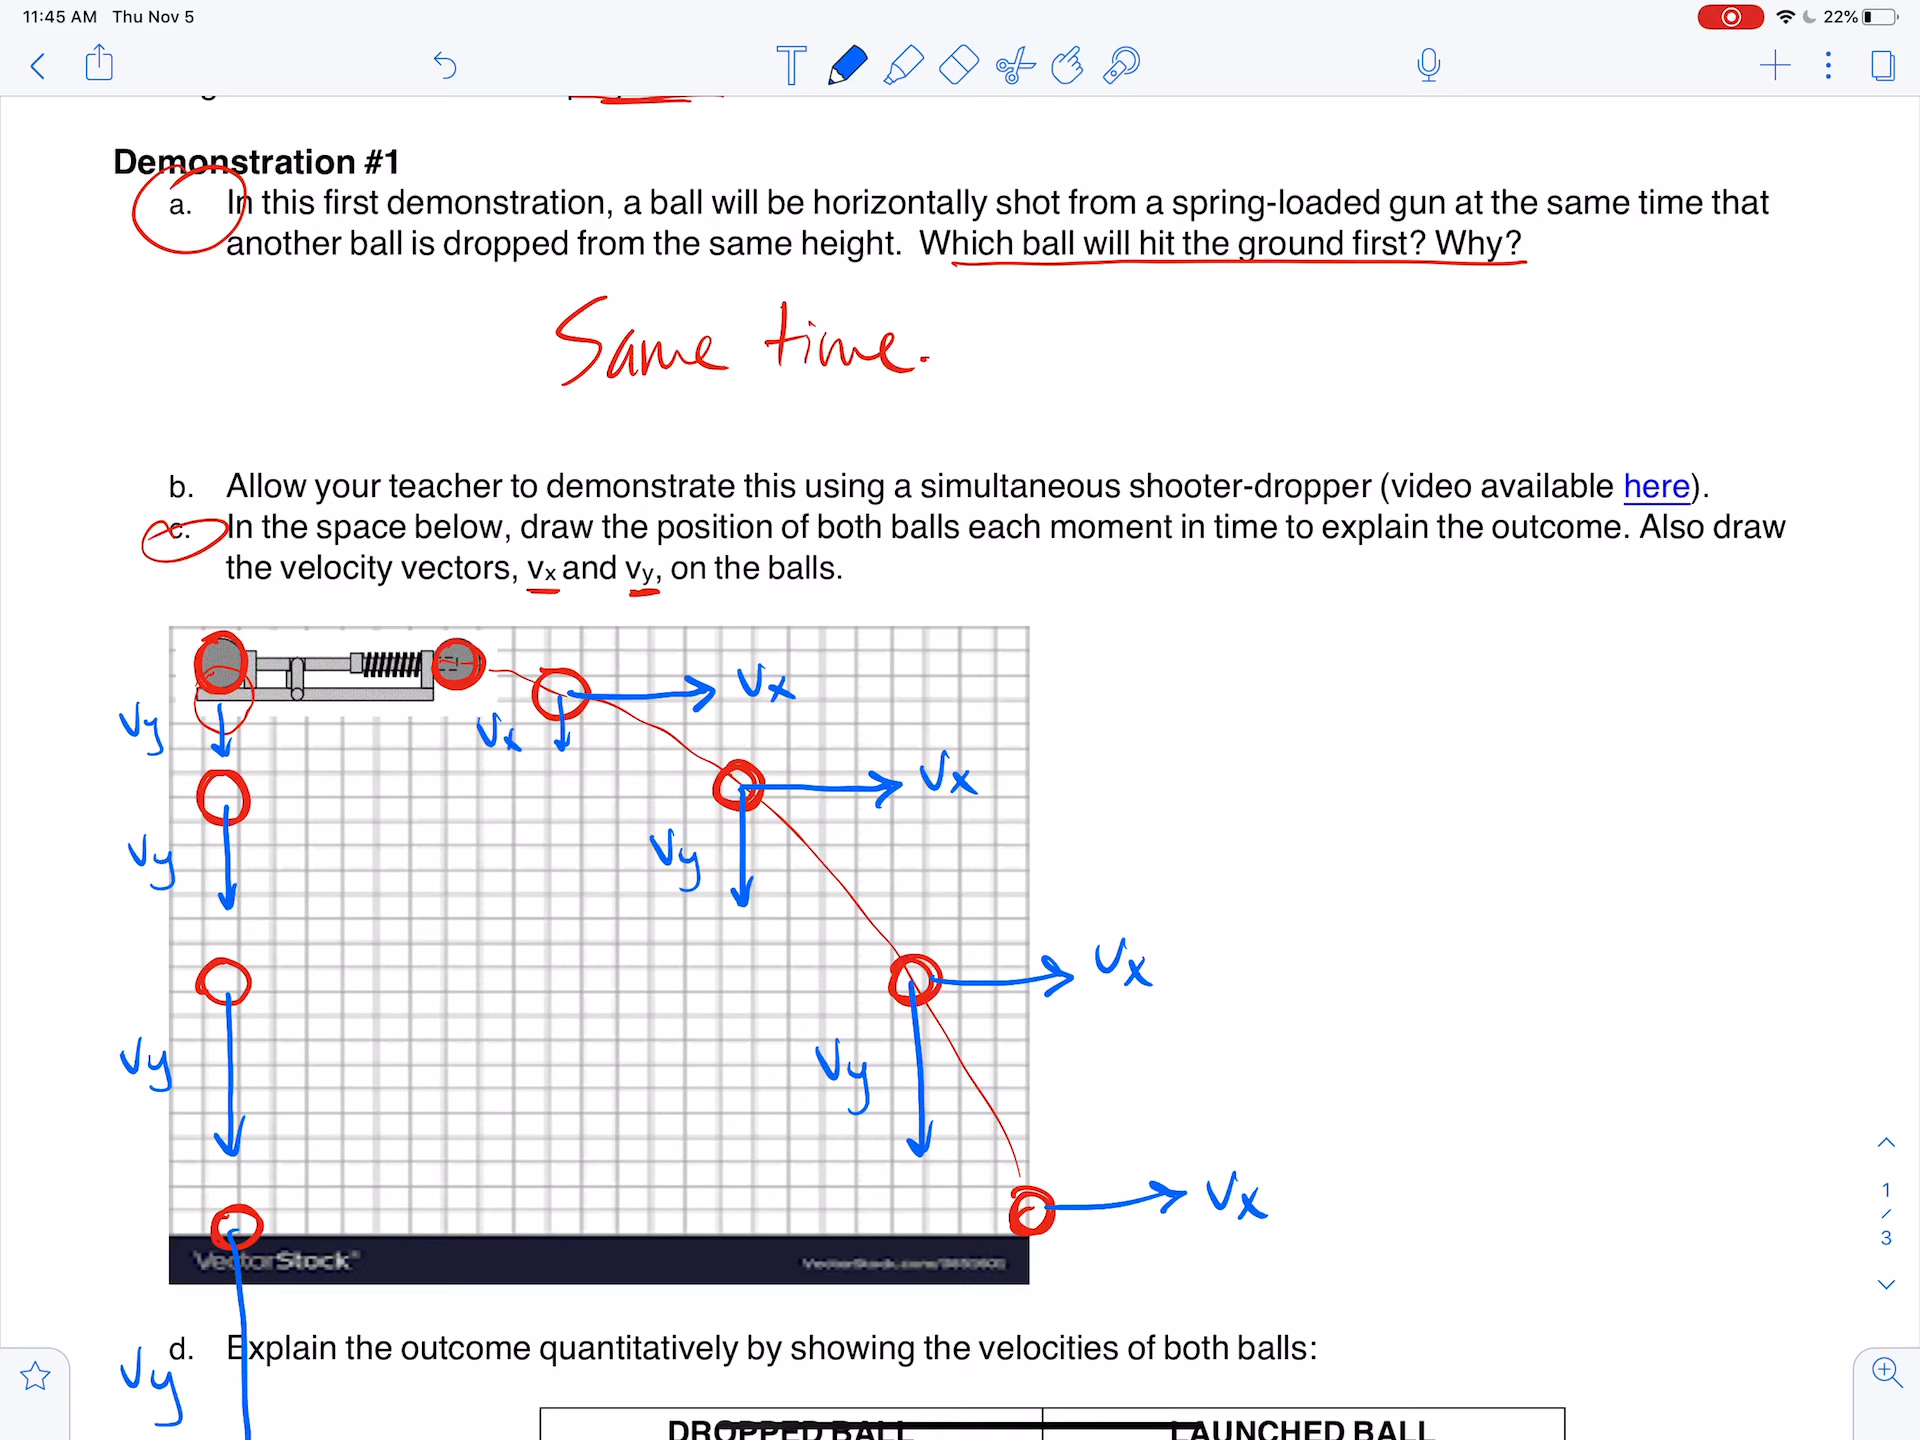 11:45 AM Thu Nov 5
22%
Demonstration #1
a. In this first demonstration, a ball will be horizontally shot from a spring-loaded gun at the same time that
another ball is dropped from the same height. Which ball will hit the ground first? Why?
Same time.
b. Allow your teacher to demonstrate this using a simultaneous shooter-dropper (video available here).
c. In the space below, draw the position of both balls each moment in time to explain the outcome. Also draw
the velocity vectors, vx and vy, on the balls.
Vx
Vy
Vx
Vx
Vy
Vy
Vx
Vy
Vy
Vx
1
/
3
VectorStock
d. Explain the outcome quantitatively by showing the velocities of both balls:
Vy
DROPPED BALL LAUNCHED BALL